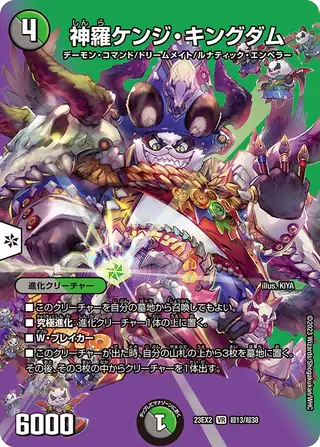 4
神羅ケンジ・キングダム
しんら
デーモン・コマンド/ドリームメイト/ルナティック・エンペラー
illus. KIYA
進化クリーチャー
■このクリーチャーを自分の墓地から召喚してもよい。
■究極進化:進化クリーチャー1体の上に置く。
■W・ブレイカー
■このクリーチャーが出た時、自分の山札の上から3枚を墓地に置く。
その後、その3枚の中からクリーチャーを1体出す。
6000
1
23EX2 VR 超13/超38
©2023 Wizards/Shogakukan/WHC